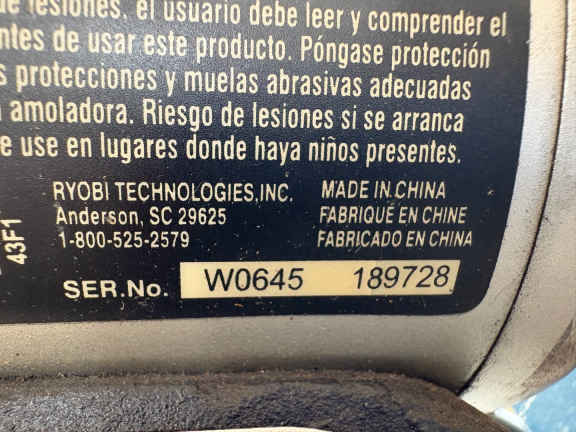 de lesiones, el usuario debe leer y comprender el
antes de usar este producto. Póngase protección
s protecciones y muelas abrasivas adecuadas
amoladora. Riesgo de lesiones si se arranca
e use en lugares donde haya niños presentes.
RYOBI TECHNOLOGIES,INC.
Anderson, SC 29625
1-800-525-2579
MADE IN CHINA
FABRIQUÉ EN CHINE
FABRICADO EN CHINA
43F1
SER.No. W0645 189728